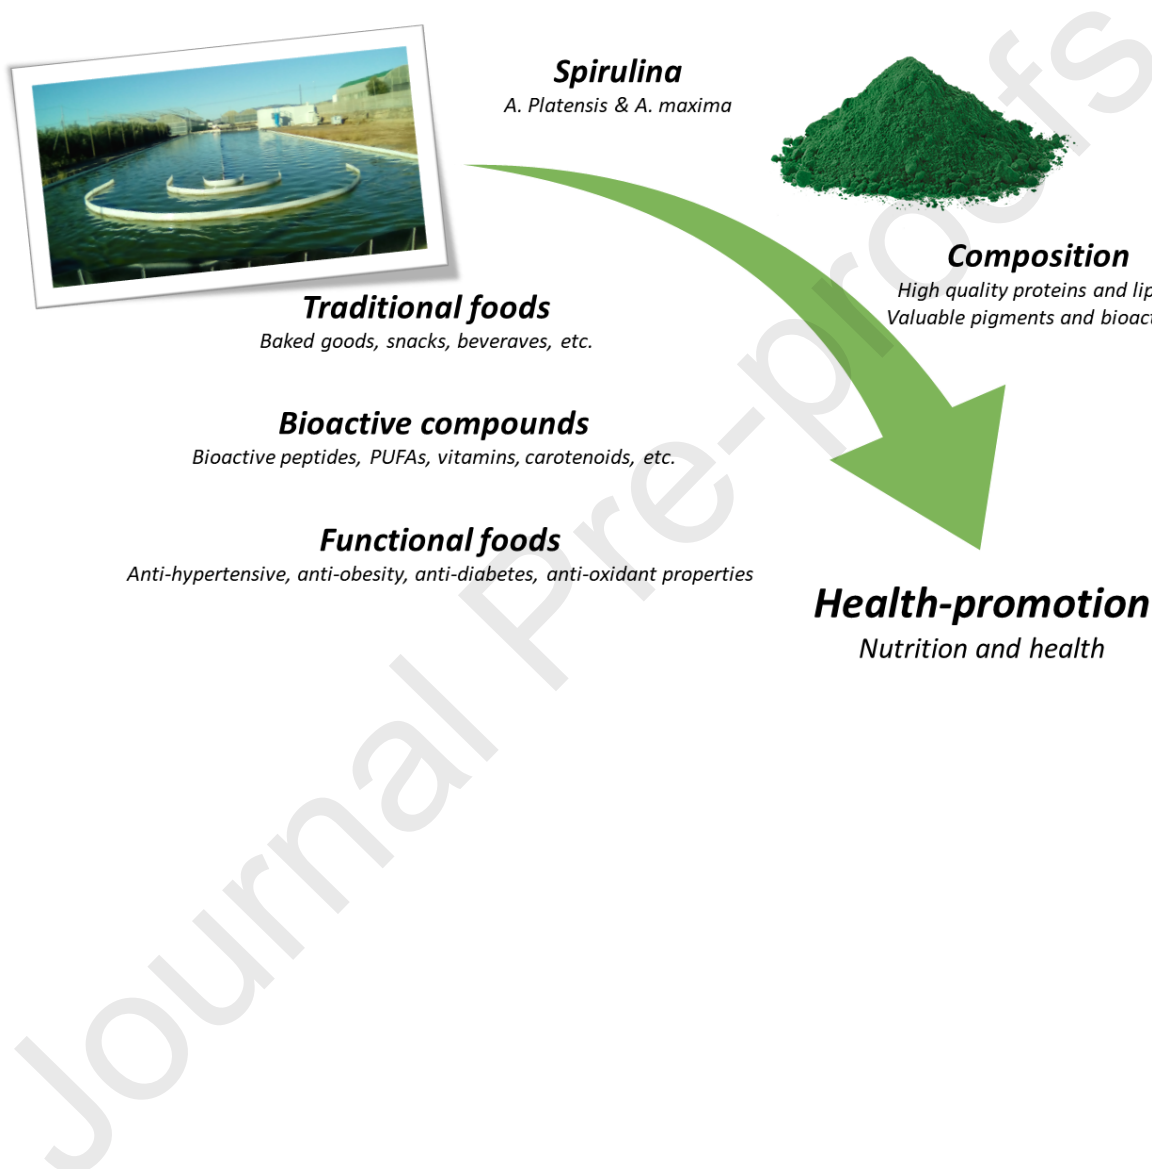 Spirulina
A. Platensis & A. maxima
Composition
High quality proteins and
Valuable pigments and
Traditional foods
Baked goods, snacks, beveraves, etc.
Bioactive compounds
Bioactive peptides, PUFAs, vitamins, carotenoids, etc.
Functional foods
Anti-hypertensive, anti-obesity, anti-diabetes, anti-oxidant properties
Health-promotion
Nutrition and health
Journal Pre-proofs